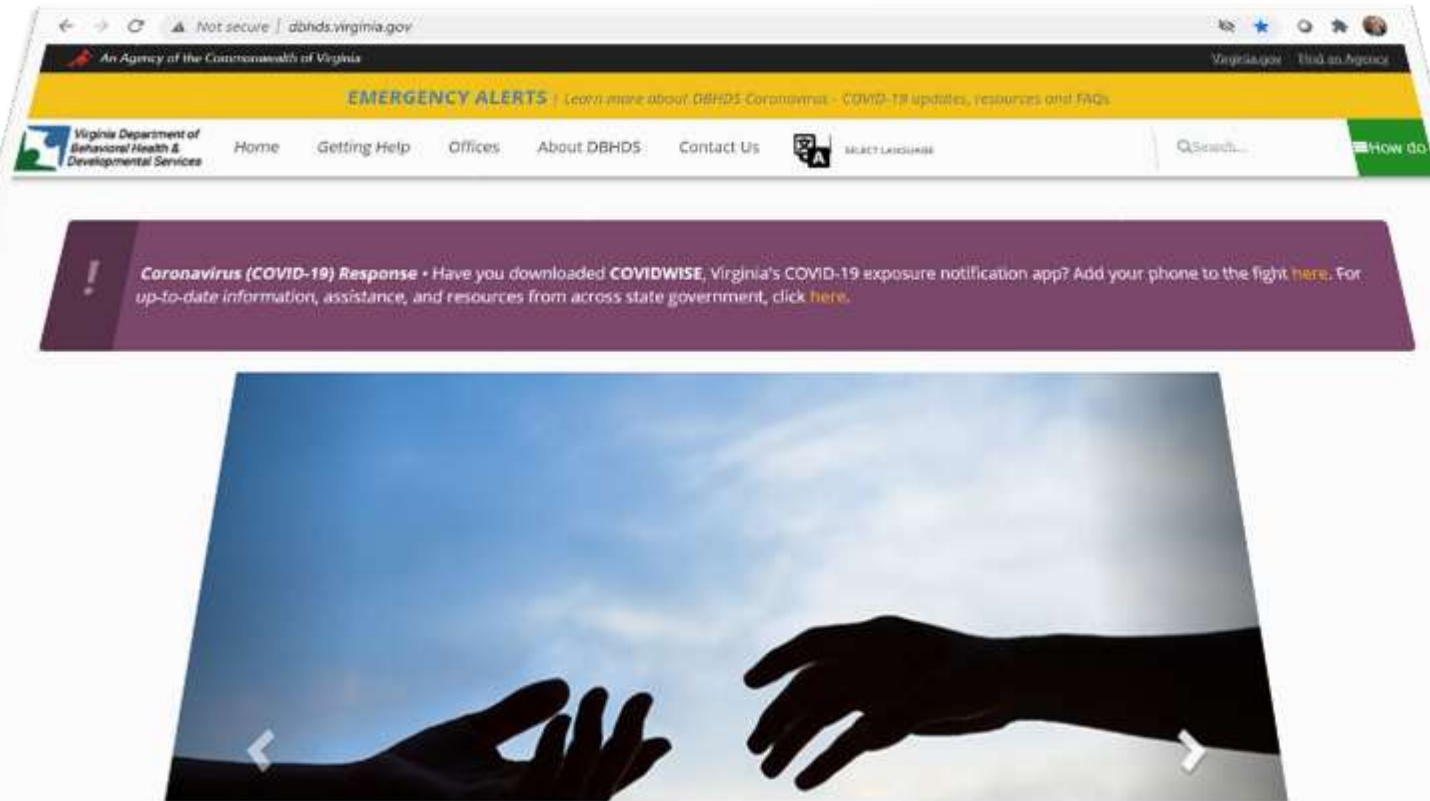 Not secure | dbhds.virginia.gov
An Agency of the Commonwealth of Virginia
Virginia.gov Find an Agency
EMERGENCY ALERTS | Learn more about DBHDS Coronavirus - COVID-19 updates, resources and FAQs
Virginia Department of
Behavioral Health &
Developmental Services
Home Getting Help Offices About DBHDS Contact Us
SELECT LANGUAGE
Search...
How do
Coronavirus (COVID-19) Response • Have you downloaded COVIDWISE, Virginia's COVID-19 exposure notification app? Add your phone to the fight here. For
up-to-date information, assistance, and resources from across state government, click here.